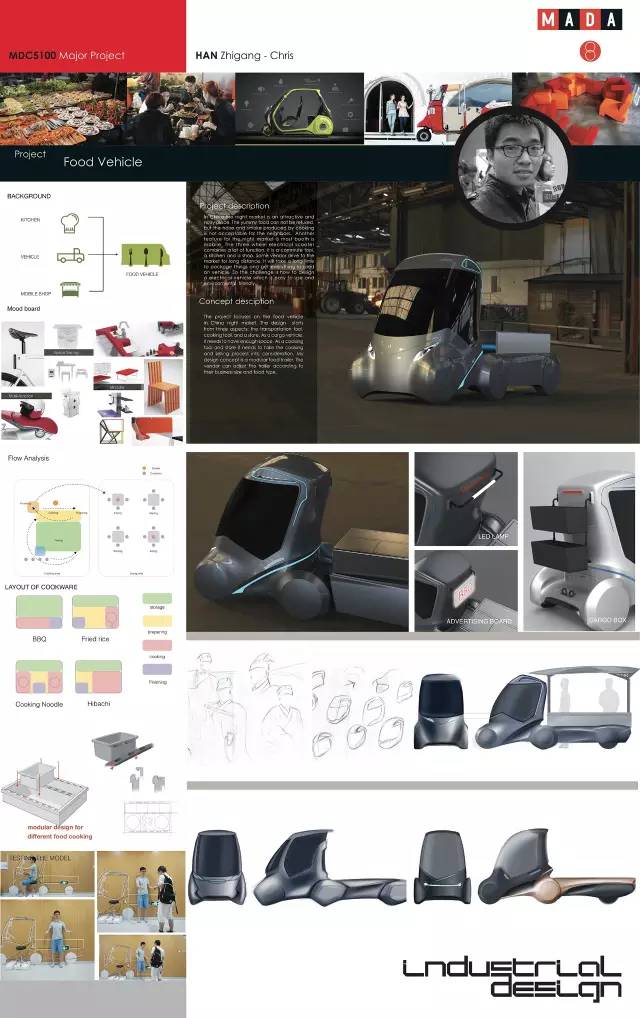 MADA
MDC5100 Major Project
HAN Zhigang - Chris
8
Project
Food Vehicle
BACKGROUND
KITCHEN
VEHICLE
MOBILE SHOP
FOOD VEHICLE
Mood board
Modular
Multi-function
Project description
In China the night market is an attractive and
noisy place. The yummy food can not be refused,
but the noise and smoke produced by cooking
is not acceptable for the neighbors. Another
feature for the night market is most booth is
mobile. The three wheel electrical scooter
combines a lot of function. It is a commute tool,
a kitchen and a shop. Some vendor drive to the
market for long distance. It will take a long time
to package things and get
on vehicle. So the challenge is how to design
a electrical vehicle which is easy to use and
environmental friendly.
Concept desciption
The project focuses on the food vehicle
in China night market. The design starts
from three aspects: the transportation tool,
cooking tool and a store. As a cargo vehicle,
it needs to have enough space. As a cooking
tool and store it needs to take the cooking
and selling process into consideration. My
design concept is a modular food trailer. The
vendor can adjust the trailer according to
their business size and food type.
Flow Analysis
LAYOUT OF COOKWARE
BBQ
Fried rice
Cooking Noodle
Hibachi
storage
preparing
cooking
Finishing
modular design for
different food cooking
TESTING THE MODEL
LED LAMP
BBQ
ADVERTISING BOARD
CARGO BOX
industrial
design